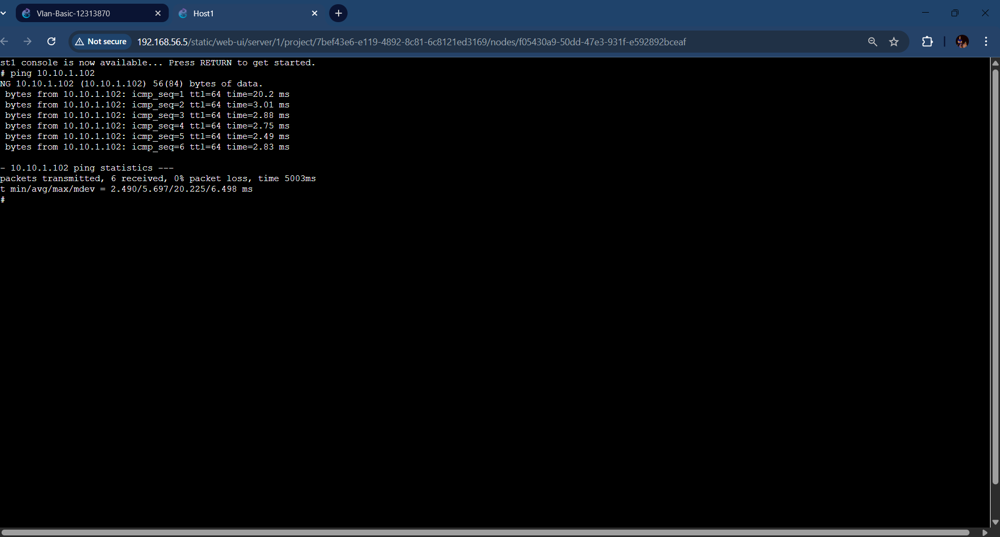 Vlan-Basic-12313870
Host1
Not secure
192.168.56.5/static/web-ui/server/1/project/7bef43e6-e119-4892-8c81-6c8121ed3169/nodes/f05430a9-50dd-47e3-931f-e592892bceaf
st1 console is now available... Press RETURN to get started.
# ping 10.10.1.102
NG 10.10.1.102 (10.10.1.102) 56(84) bytes of data.
bytes from 10.10.1.102: icmp_seq=1 ttl=64 time=20.2 ms
bytes from 10.10.1.102: icmp_seq=2 ttl=64 time=3.01 ms
bytes from 10.10.1.102: icmp_seq=3 ttl=64 time=2.88 ms
bytes from 10.10.1.102: icmp_seq=4 ttl=64 time=2.75 ms
bytes from 10.10.1.102: icmp_seq=5 ttl=64 time=2.49 ms
bytes from 10.10.1.102: icmp_seq=6 ttl=64 time=2.83 ms
- 10.10.1.102 ping statistics ---
packets transmitted, 6 received, 0% packet loss, time 5003ms
t min/avg/max/mdev = 2.490/5.697/20.225/6.498 ms
#